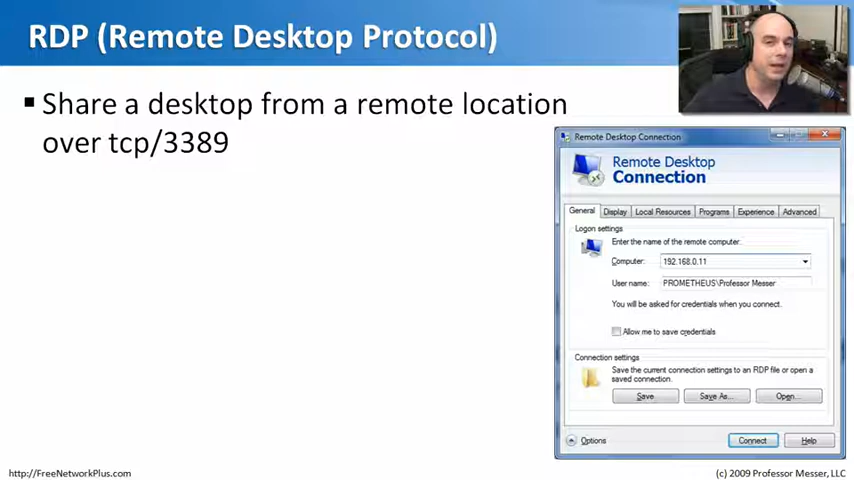 RDP (Remote Desktop Protocol)
▪ Share a desktop from a remote location
over tcp/3389
Remote Desktop Connection
Remote Desktop
Connection
General Display Local Resources Programs Experience Advanced
Logon settings
Enter the name of the remote computer.
Computer: 192.168.0.11
User name: PROMETHEUS\Professor Messer
You will be asked for credentials when you connect.
Allow me to save credentials
Connection settings
Save the current connection settings to an RDP file or open a
saved connection.
Save Save As... Open...
Options Connect Help
http://FreeNetworkPlus.com
(c) 2009 Professor Messer, LLC